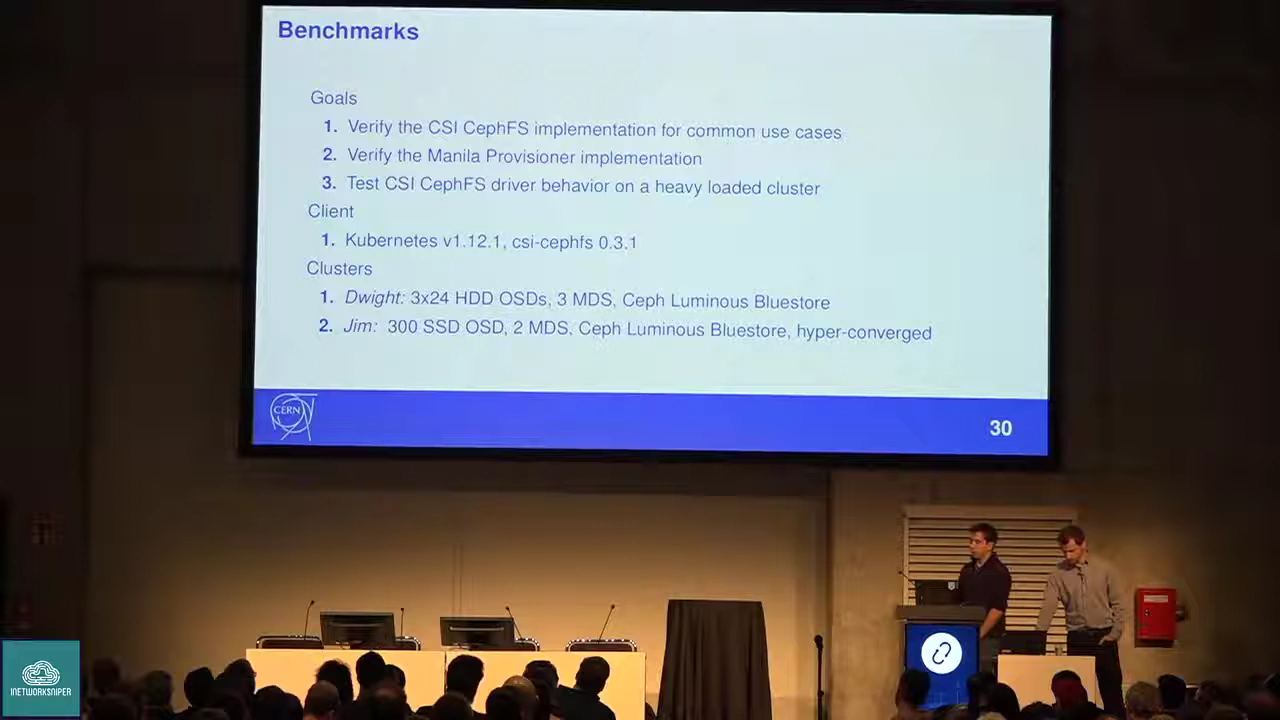 Benchmarks
Goals
1. Verify the CSI CephFS implementation for common use cases
2. Verify the Manila Provisioner implementation
3. Test CSI CephFS driver behavior on a heavy loaded cluster
Client
1. Kubernetes v1.12.1, csi-cephfs 0.3.1
Clusters
1. Dwight: 3x24 HDD OSDs, 3 MDS, Ceph Luminous Bluestore
2. Jim: 300 SSD OSD, 2 MDS, Ceph Luminous Bluestore, hyper-converged
CERN
30
INETWORKSNIPER